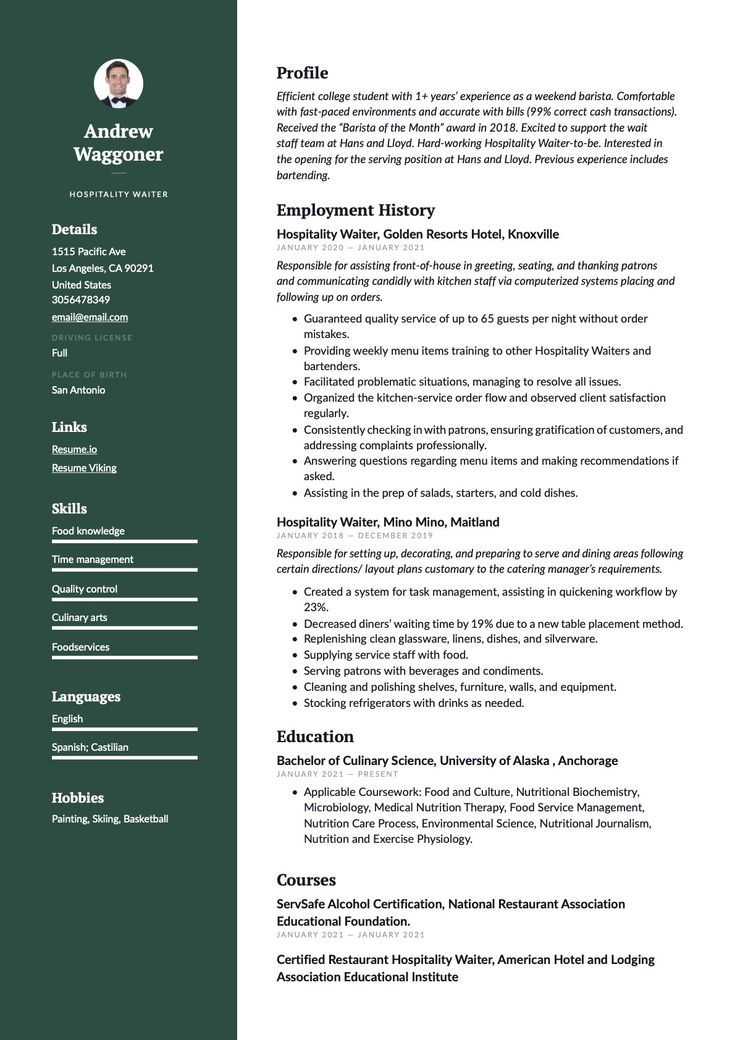 Andrew
Waggoner
HOSPITALITY WAITER
Details
1515 Pacific Ave
Los Angeles, CA 90291
United States
3056478349
email@email.com
DRIVING LICENSE
Full
PLACE OF BIRTH
San Antonio
Links
Resume.io
Resume Viking
Skills
Food knowledge
Time management
Quality control
Culinary arts
Foodservices
Languages
English
Spanish; Castilian
Hobbies
Painting, Skiing, Basketball
Profile
Efficient college student with 1+ years’ experience as a weekend barista. Comfortable
with fast-paced environments and accurate with bills (99% correct cash transactions).
Received the “Barista of the Month” award in 2018. Excited to support the wait
staff team at Hans and Lloyd. Hard-working Hospitality Waiter-to-be. Interested in
the opening for the serving position at Hans and Lloyd. Previous experience includes
bartending.
Employment History
Hospitality Waiter, Golden Resorts Hotel, Knoxville
JANUARY 2020 — JANUARY 2021
Responsible for assisting front-of-house in greeting, seating, and thanking patrons
and communicating candidly with kitchen staff via computerized systems placing and
following up on orders.
• Guaranteed quality service of up to 65 guests per night without order
mistakes.
• Providing weekly menu items training to other Hospitality Waiters and
bartenders.
• Facilitated problematic situations, managing to resolve all issues.
• Organized the kitchen-service order flow and observed client satisfaction
regularly.
• Consistently checking in with patrons, ensuring gratification of customers, and
addressing complaints professionally.
• Answering questions regarding menu items and making recommendations if
asked.
• Assisting in the prep of salads, starters, and cold dishes.
Hospitality Waiter, Mino Mino, Maitland
JANUARY 2018 — DECEMBER 2019
Responsible for setting up, decorating, and preparing to serve and dining areas following
certain directions/ layout plans customary to the catering manager’s requirements.
• Created a system for task management, assisting in quickening workflow by
23%.
• Decreased diners’ waiting time by 19% due to a new table placement method.
• Replenishing clean glassware, linens, dishes, and silverware.
• Supplying service staff with food.
• Serving patrons with beverages and condiments.
• Cleaning and polishing shelves, furniture, walls, and equipment.
• Stocking refrigerators with drinks as needed.
Education
Bachelor of Culinary Science, University of Alaska , Anchorage
JANUARY 2021 — PRESENT
• Applicable Coursework: Food and Culture, Nutritional Biochemistry,
Microbiology, Medical Nutrition Therapy, Food Service Management,
Nutrition Care Process, Environmental Science, Nutritional Journalism,
Nutrition and Exercise Physiology.
Courses
ServSafe Alcohol Certification, National Restaurant Association
Educational Foundation.
JANUARY 2021 — JANUARY 2021
Certified Restaurant Hospitality Waiter, American Hotel and Lodging
Association Educational Institute